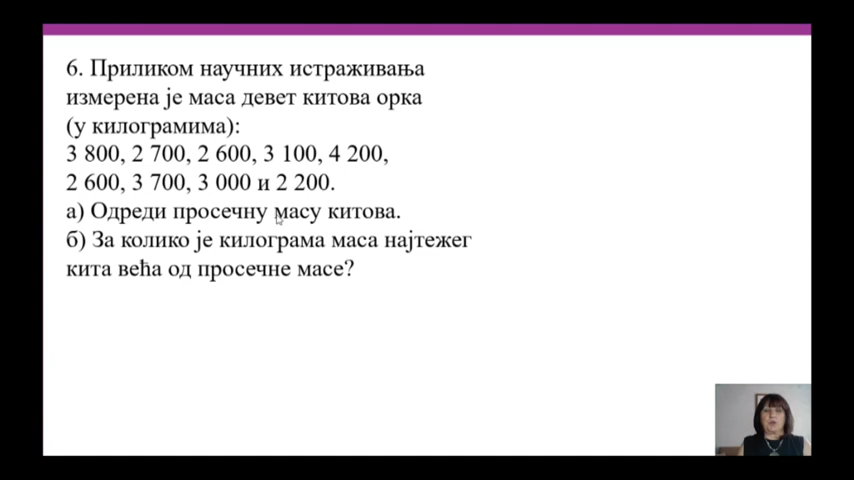 6. Приликом научних истраживања
измерена је маса девет китова орка
(у килограмима):
3 800, 2 700, 2 600, 3 100, 4 200,
2 600, 3 700, 3 000 и 2 200.
а) Одреди просечну масу китова.
б) За колико је килограма маса најтежег
кита већа од просечне масе?